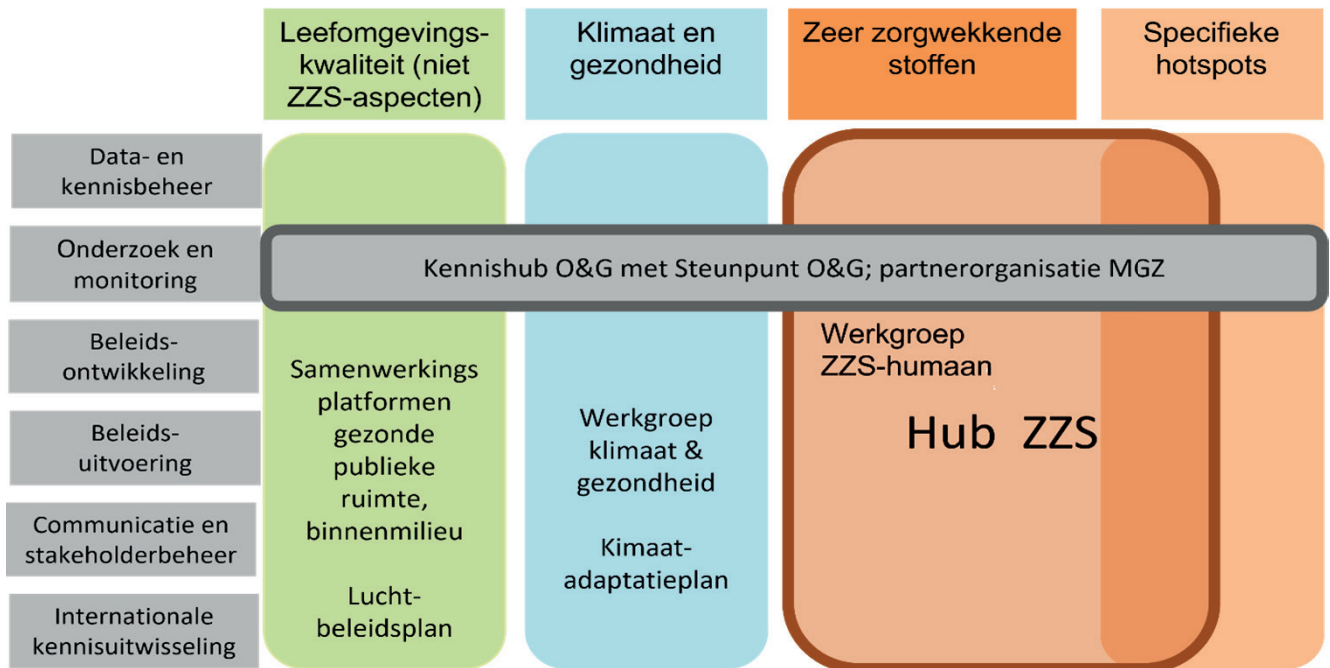 Leefomgevings-
kwaliteit (niet
ZZS-aspecten)
Klimaat en
gezondheid
Zeer zorgwekkende
stoffen
Specifieke
hotspots
Data- en
kennisbeheer
Onderzoek en
monitoring
Beleids-
ontwikkeling
Beleids-
uitvoering
Communicatie en
stakeholderbeheer
Internationale
kennisuitwisseling
Kennishub O&G met Steunpunt O&G; partnerorganisatie MGZ
Samenwerkings
platformen
gezonde
publieke
ruimte,
binnenmilieu
Lucht-
beleidsplan
Werkgroep
klimaat &
gezondheid
Kimaat-
adaptatieplan
Werkgroep
ZZS-humaan
Hub ZZS